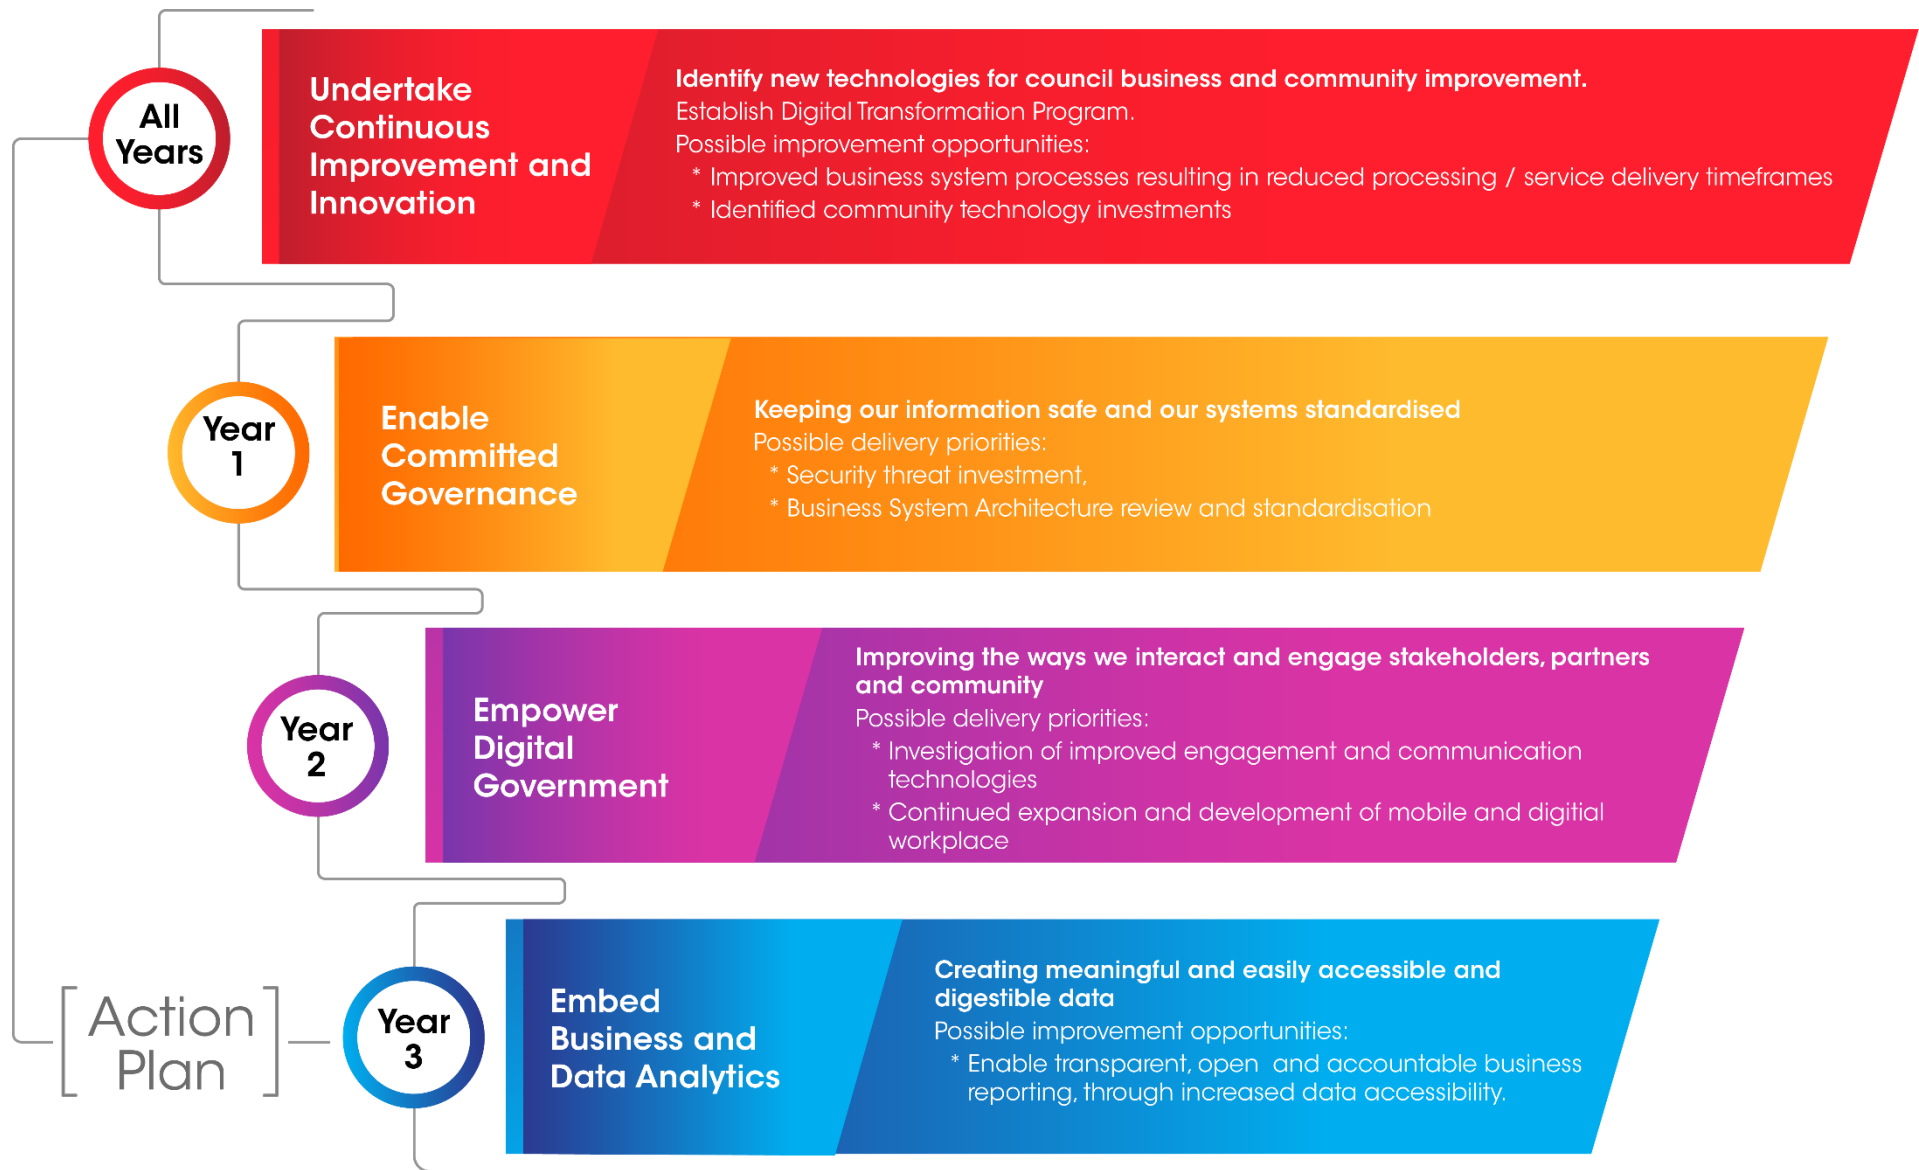 All
Years
Undertake
Continuous
Improvement and
Innovation
Identify new technologies for council business and community improvement.
Establish Digital Transformation Program.
Possible improvement opportunities:
* Improved business system processes resulting in reduced processing / service delivery timeframes
* Identified community technology investments
Year
1
Enable
Committed
Governance
Keeping our information safe and our systems standardised
Possible delivery priorities:
* Security threat investment,
* Business System Architecture review and standardisation
Year
2
Empower
Digital
Government
Improving the ways we interact and engage stakeholders, partners
and community
Possible delivery priorities:
* Investigation of improved engagement and communication
technologies
* Continued expansion and development of mobile and digitial
workplace
[Action
Plan]
Year
3
Embed
Business and
Data Analytics
Creating meaningful and easily accessible and
digestible data
Possible improvement opportunities:
* Enable transparent, open  and accountable business
reporting, through increased data accessibility.